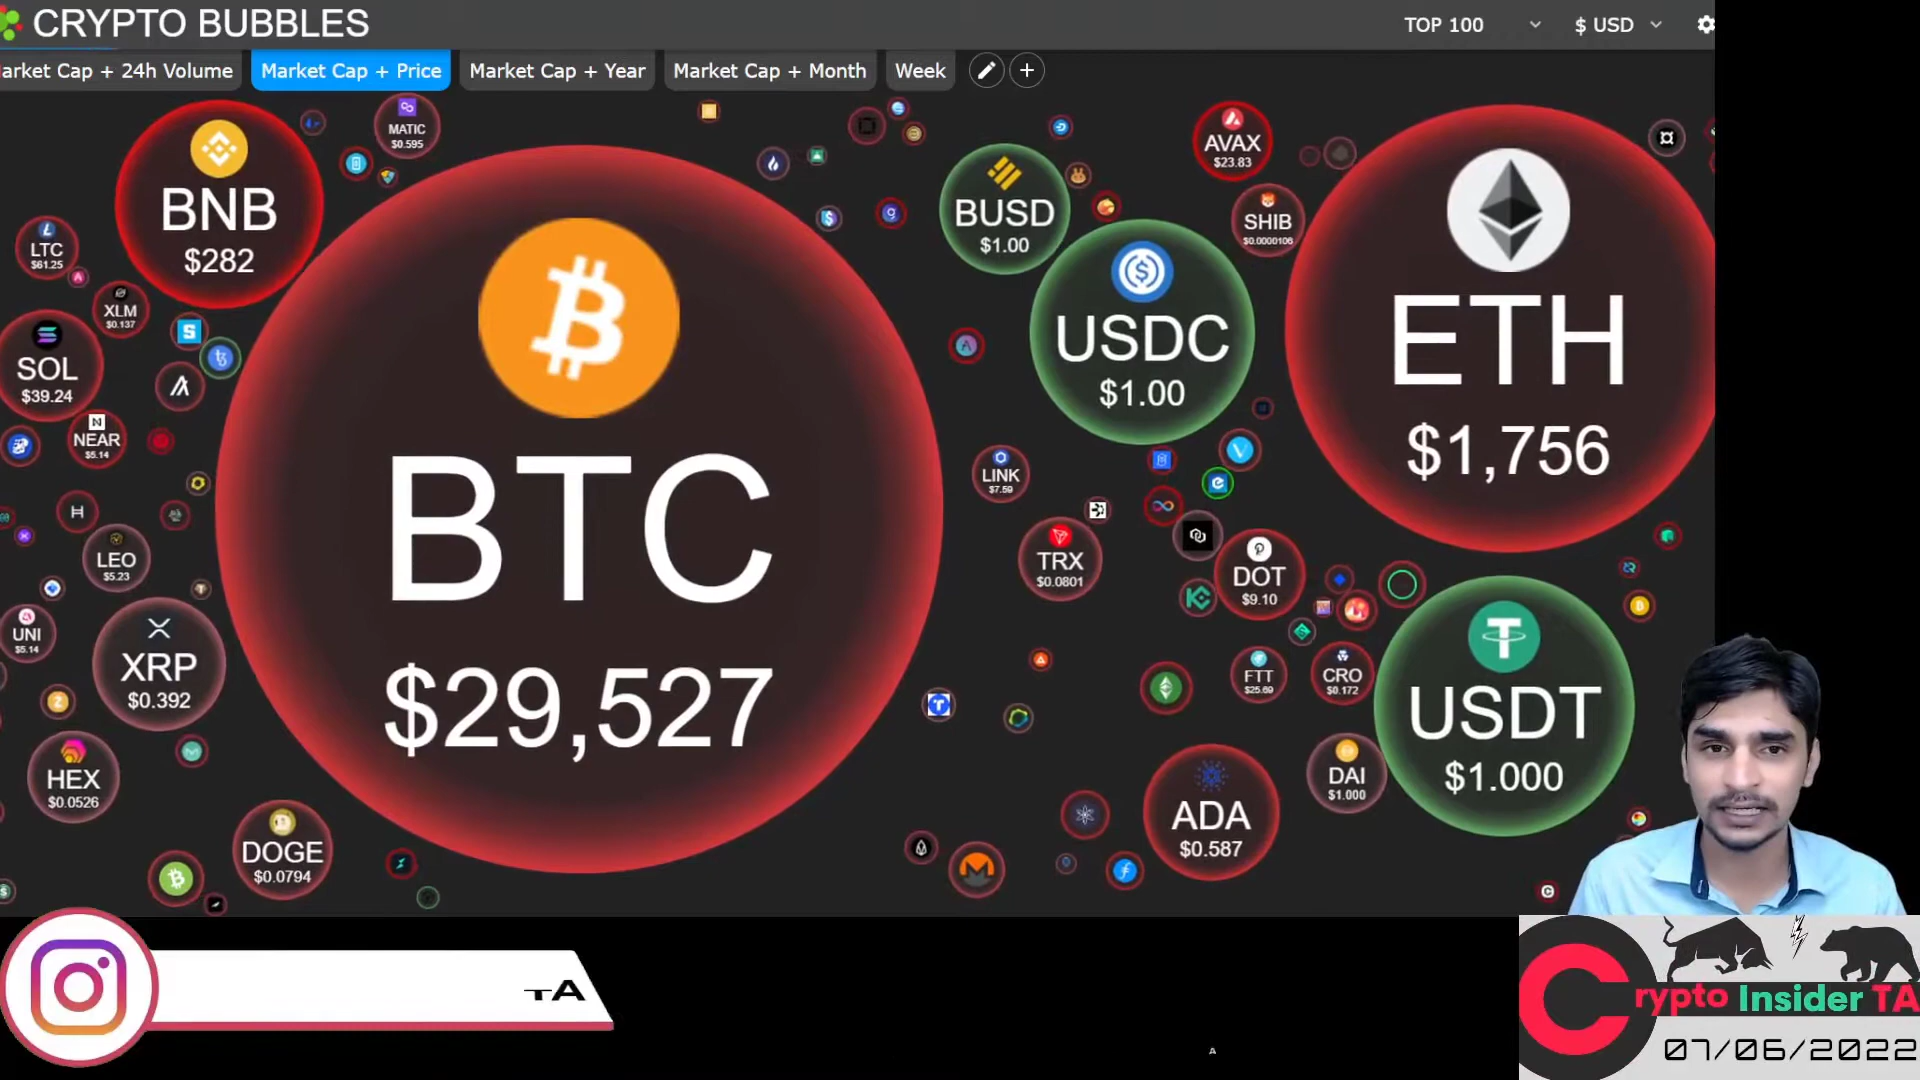 CRYPTO BUBBLES
TOP 100
$ USD
arket Cap + 24h Volume
Market Cap + Price
Market Cap + Year
Market Cap + Month
Week
BNB
$282
MATIC
$0.595
LTC
$61.25
XLM
$0.137
SOL
$39.24
NEAR
$5.14
LEO
$5.23
UNI
$5.14
XRP
$0.392
HEX
$0.0526
DOGE
$0.0794
BTC
$29,527
BUSD
$1.00
USDC
$1.00
AVAX
$23.83
SHIB
$0.0000106
ETH
$1,756
LINK
$7.59
TRX
$0.0801
DOT
$9.10
FTT
$25.69
CRO
$0.172
USDT
$1.000
DAI
$1.000
ADA
$0.587
TA
A
Crypto Insider TA
07/06/2022